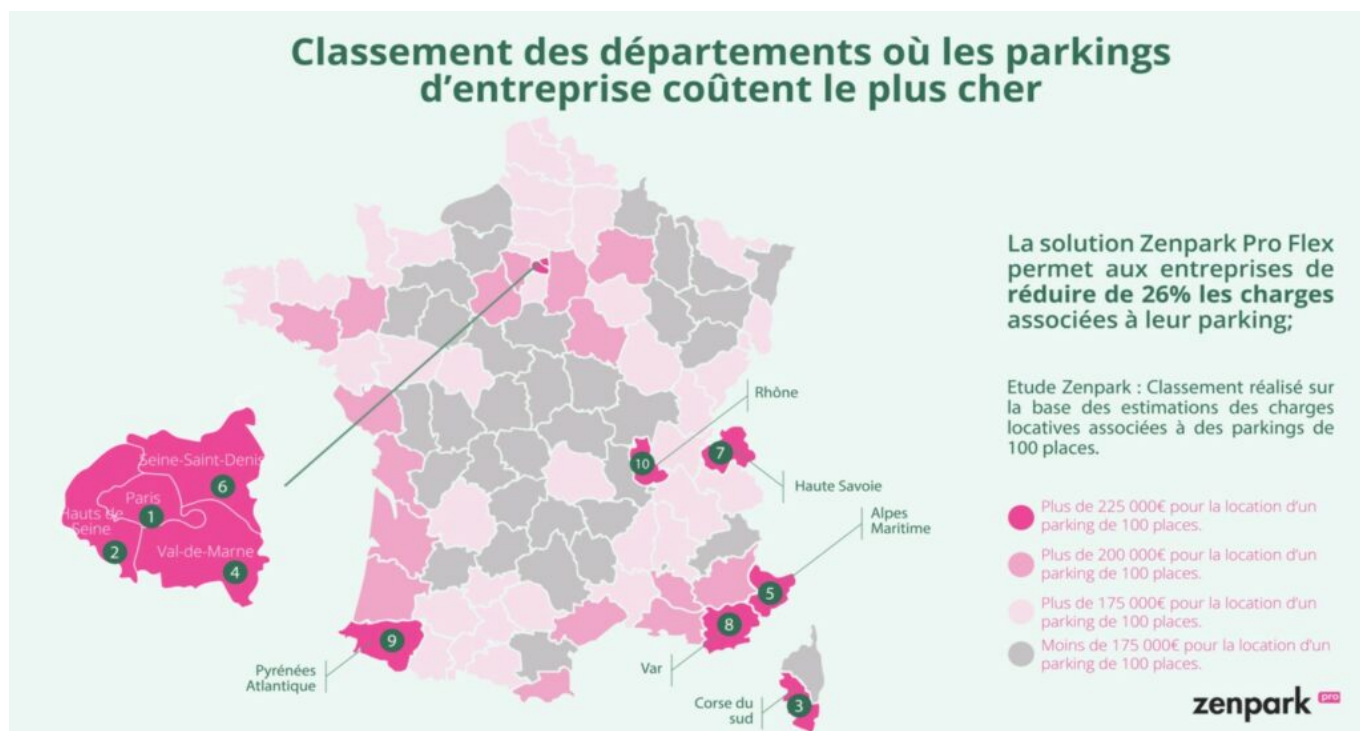 Classement des départements où les parkings
d'entreprise coûtent le plus cher
La solution Zenpark Pro Flex
permet aux entreprises de
réduire de 26% les charges
associées à leur parking;
Etude Zenpark : Classement réalisé sur
la base des estimations des charges
locatives associées à des parkings de
100 places.
Plus de 225 000€ pour la location d'un
parking de 100 places.
Plus de 200 000€ pour la location d'un
parking de 100 places.
Plus de 175 000€ pour la location d'un
parking de 100 places.
Moins de 175 000€ pour la location d'un
parking de 100 places.
Seine-Saint-Denis
6
Paris
1
Hauts de
Seine
2
Val-de-Marne
4
Rhône
10
7
Haute Savoie
Alpes
Maritime
5
8
Var
9
Pyrénées
Atlantique
Corse du
sud
3
zenpark pro